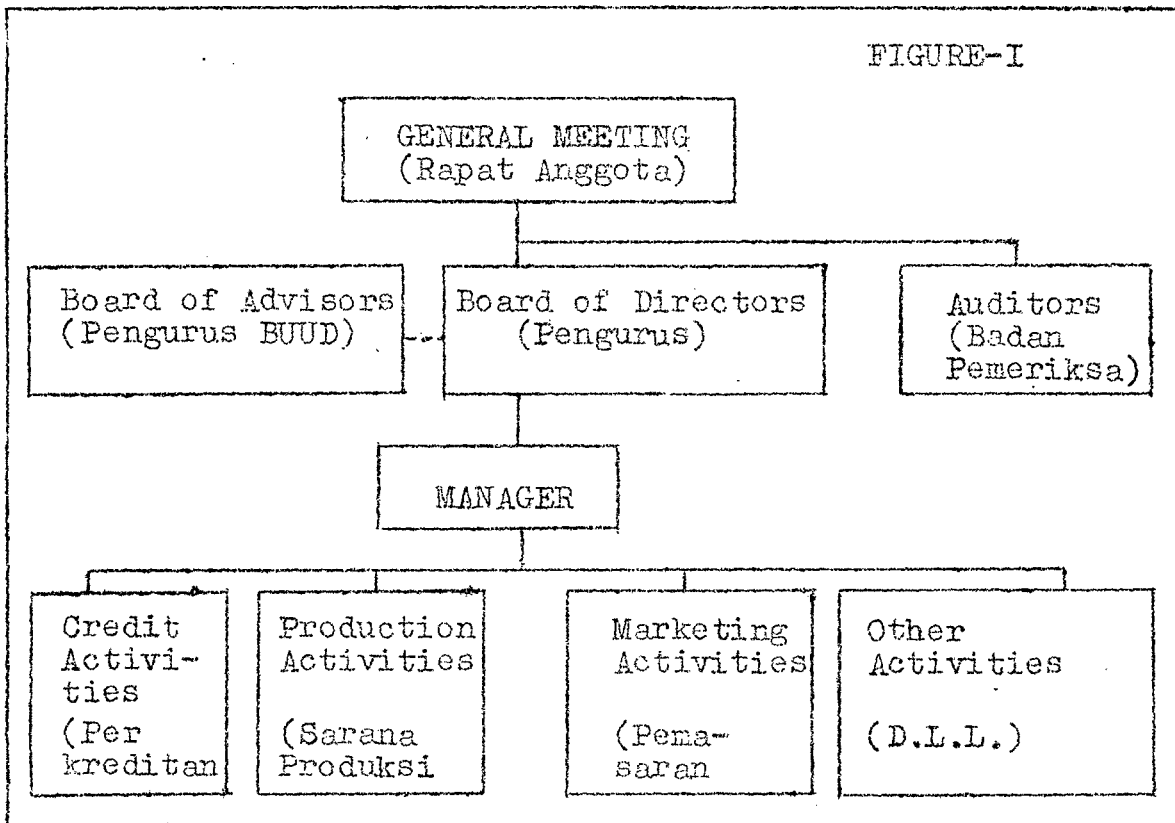 FIGURE-I
GENERAL MEETING
(Rapat Anggota)
Board of Advisors
(Pengurus BUUD)
Board of Directors
(Pengurus)
Auditors
(Badan
Pemeriksa)
MANAGER
Credit
Activi-
ties
(Per
kreditan
Production
Activities
(Sarana
Produksi
Marketing
Activities
(Pema-
saran
Other
Activities
(D.L.L.)